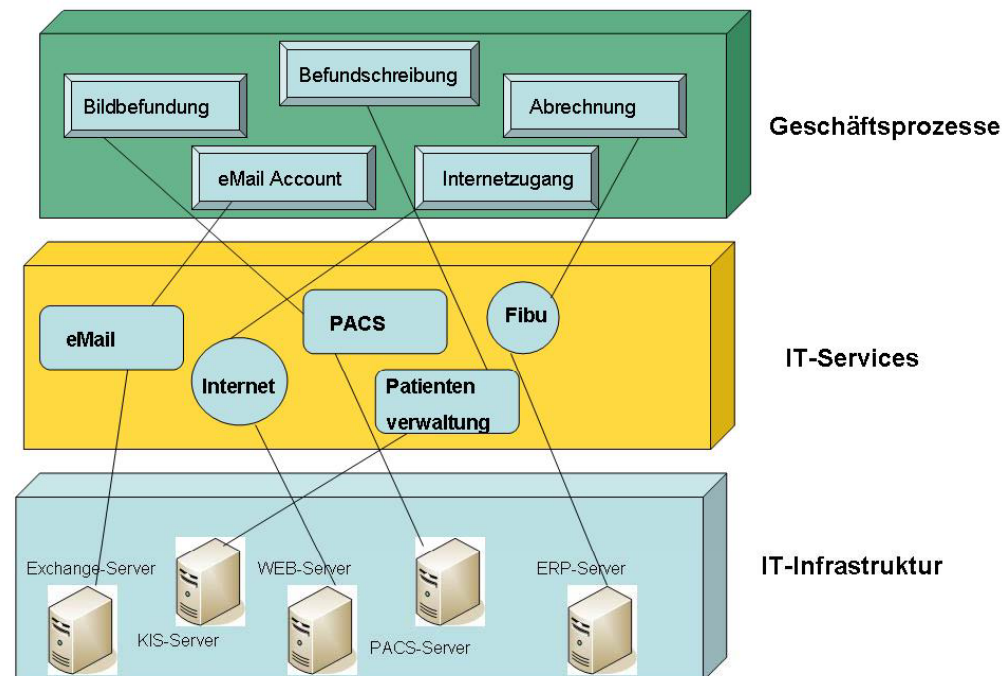 Befundschreibung
Bildbefundung
Abrechnung
Geschäftsprozesse
eMail Account
Internetzugang
PACS
Fibu
eMail
IT-Services
Internet
Patienten
verwaltung
Exchange-Server
WEB-Server
ERP-Server
IT-Infrastruktur
KIS-Server
PACS-Server